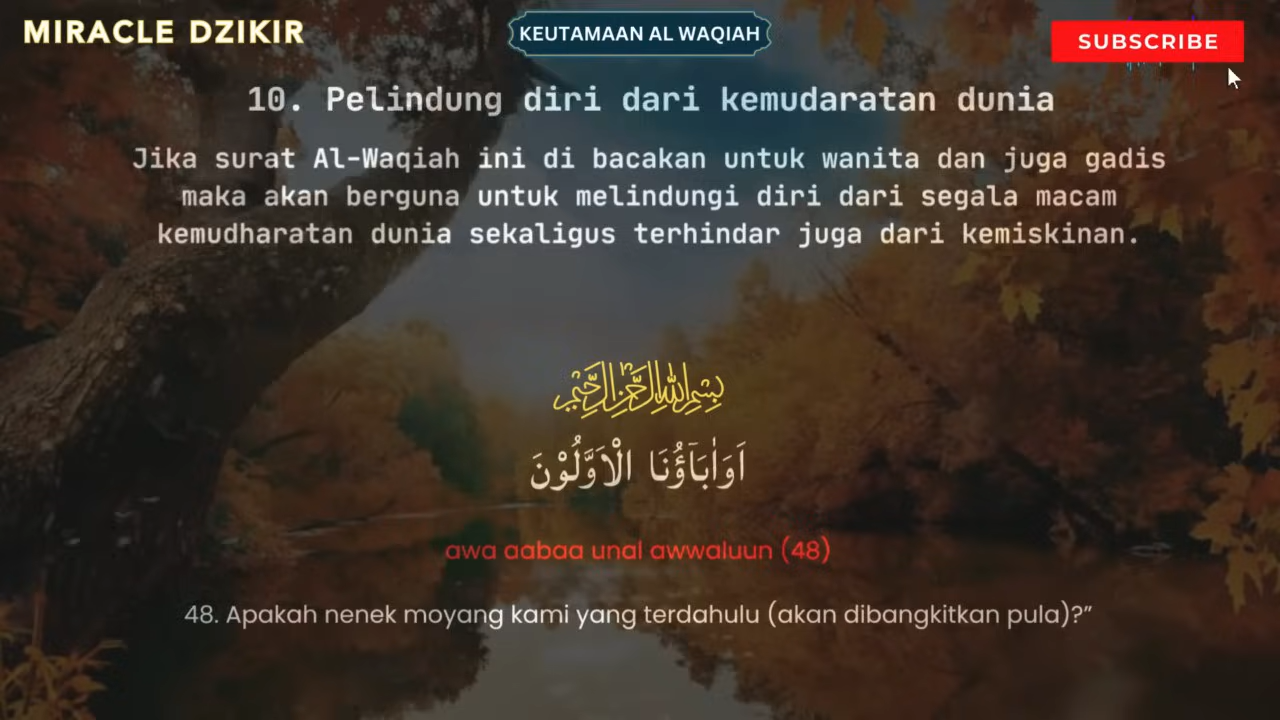 MIRACLE DZIKIR
KEUTAMAAN AL WAQIAH
SUBSCRIBE
10. Pelindung diri dari kemudaratan dunia
Jika surat Al-Waqiah ini di bacakan untuk wanita dan juga gadis
maka akan berguna untuk melindungi diri dari segala macam
kemudharatan dunia sekaligus terhindar juga dari kemiskinan.
بِسْمِ اللهِ الرَّحْمٰنِ الرَّحِيْمِ
اَوَاٰبَاۤؤُنَا الْاَوَّلُوْنَ
awa aabaa unal awwaluun (48)
48. Apakah nenek moyang kami yang terdahulu (akan dibangkitkan pula)?”